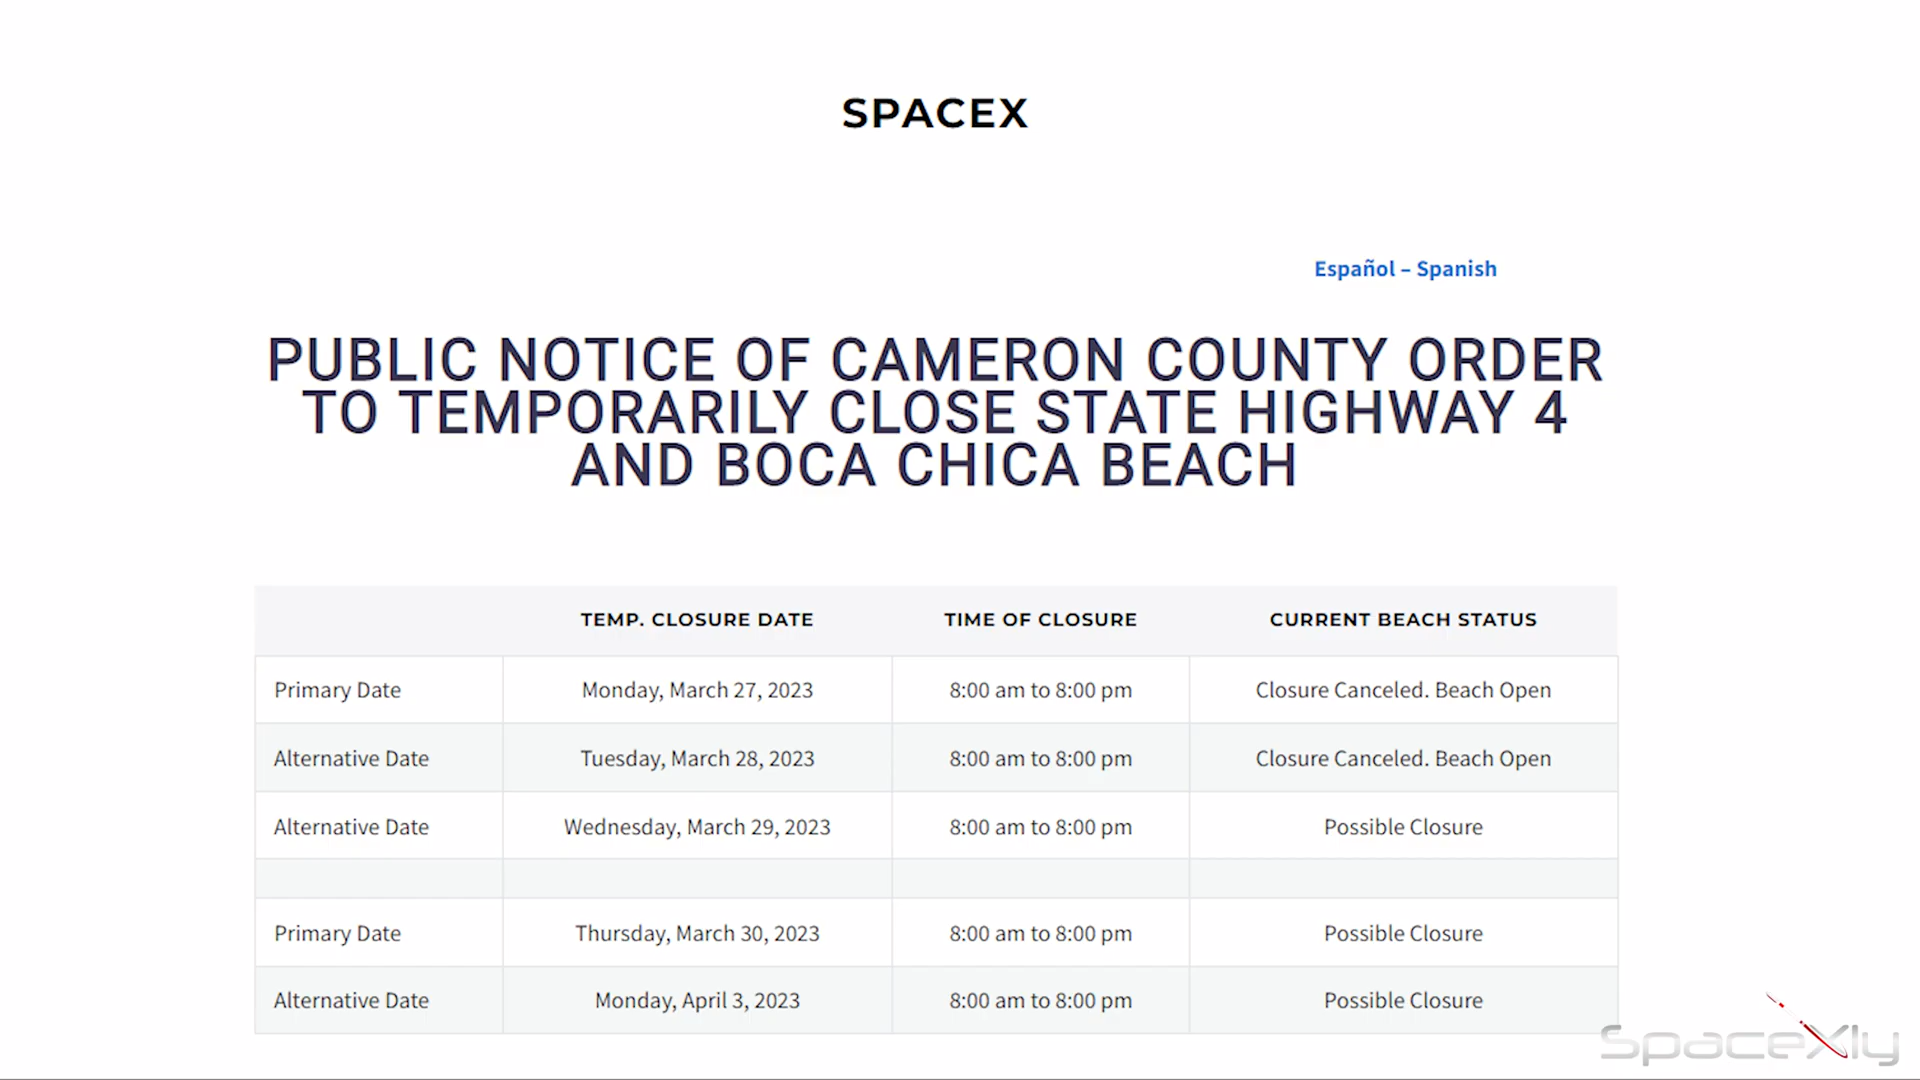 SPACEX
Español – Spanish
PUBLIC NOTICE OF CAMERON COUNTY ORDER
TO TEMPORARILY CLOSE STATE HIGHWAY 4
AND BOCA CHICA BEACH
TEMP. CLOSURE DATE TIME OF CLOSURE CURRENT BEACH STATUS
Primary Date Monday, March 27, 2023 8:00 am to 8:00 pm Closure Canceled. Beach Open
Alternative Date Tuesday, March 28, 2023 8:00 am to 8:00 pm Closure Canceled. Beach Open
Alternative Date Wednesday, March 29, 2023 8:00 am to 8:00 pm Possible Closure
Primary Date Thursday, March 30, 2023 8:00 am to 8:00 pm Possible Closure
Alternative Date Monday, April 3, 2023 8:00 am to 8:00 pm Possible Closure
SpaceXly